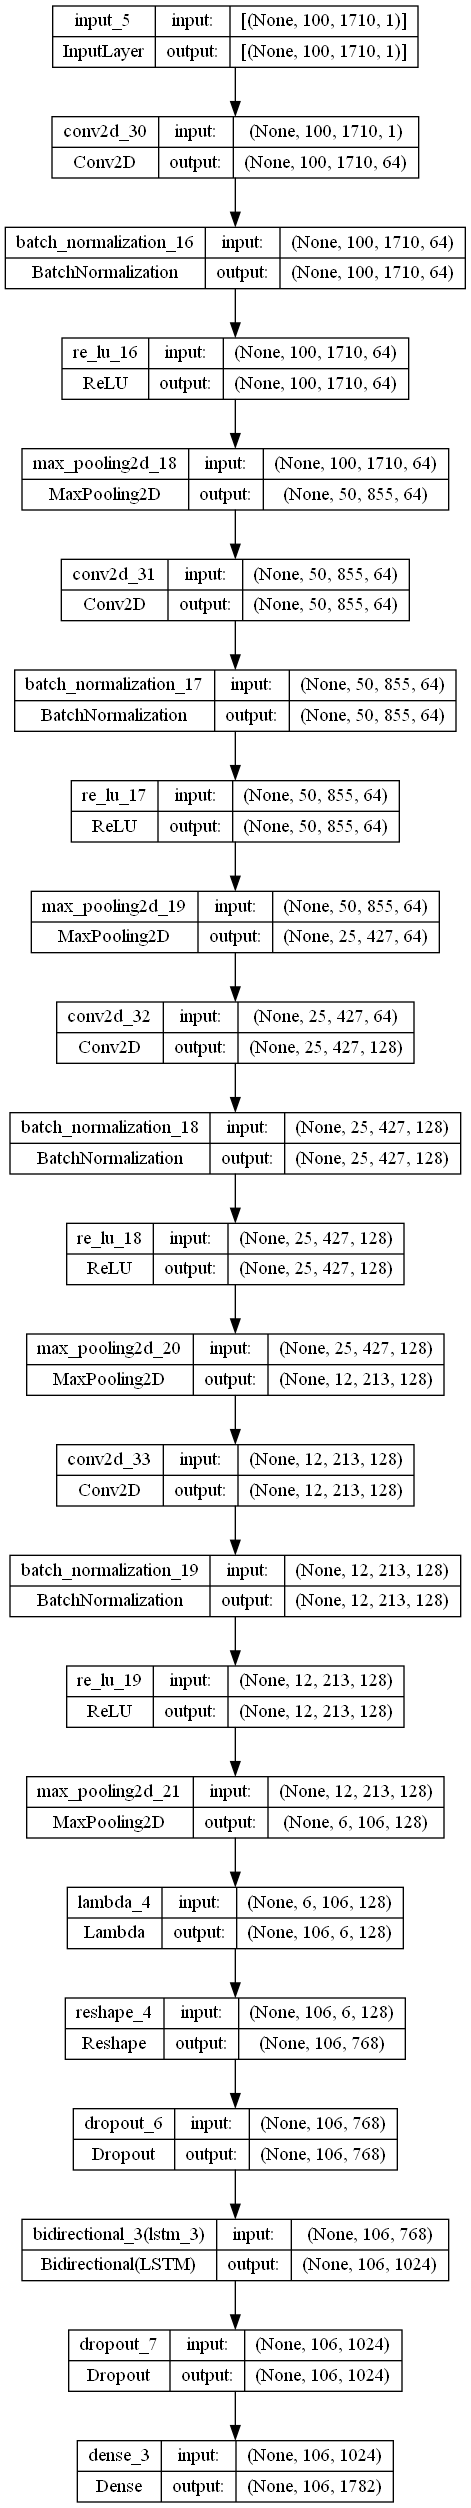 input_5 input: [(None, 100, 1710, 1)]
InputLayer output: [(None, 100, 1710, 1)]
conv2d_30 input: (None, 100, 1710, 1)
Conv2D output: (None, 100, 1710, 64)
batch_normalization_16 input: (None, 100, 1710, 64)
BatchNormalization output: (None, 100, 1710, 64)
re_lu_16 input: (None, 100, 1710, 64)
ReLU output: (None, 100, 1710, 64)
max_pooling2d_18 input: (None, 100, 1710, 64)
MaxPooling2D output: (None, 50, 855, 64)
conv2d_31 input: (None, 50, 855, 64)
Conv2D output: (None, 50, 855, 64)
batch_normalization_17 input: (None, 50, 855, 64)
BatchNormalization output: (None, 50, 855, 64)
re_lu_17 input: (None, 50, 855, 64)
ReLU output: (None, 50, 855, 64)
max_pooling2d_19 input: (None, 50, 855, 64)
MaxPooling2D output: (None, 25, 427, 64)
conv2d_32 input: (None, 25, 427, 64)
Conv2D output: (None, 25, 427, 128)
batch_normalization_18 input: (None, 25, 427, 128)
BatchNormalization output: (None, 25, 427, 128)
re_lu_18 input: (None, 25, 427, 128)
ReLU output: (None, 25, 427, 128)
max_pooling2d_20 input: (None, 25, 427, 128)
MaxPooling2D output: (None, 12, 213, 128)
conv2d_33 input: (None, 12, 213, 128)
Conv2D output: (None, 12, 213, 128)
batch_normalization_19 input: (None, 12, 213, 128)
BatchNormalization output: (None, 12, 213, 128)
re_lu_19 input: (None, 12, 213, 128)
ReLU output: (None, 12, 213, 128)
max_pooling2d_21 input: (None, 12, 213, 128)
MaxPooling2D output: (None, 6, 106, 128)
lambda_4 input: (None, 6, 106, 128)
Lambda output: (None, 106, 6, 128)
reshape_4 input: (None, 106, 6, 128)
Reshape output: (None, 106, 768)
dropout_6 input: (None, 106, 768)
Dropout output: (None, 106, 768)
bidirectional_3(lstm_3) input: (None, 106, 768)
Bidirectional(LSTM) output: (None, 106, 1024)
dropout_7 input: (None, 106, 1024)
Dropout output: (None, 106, 1024)
dense_3 input: (None, 106, 1024)
Dense output: (None, 106, 1782)